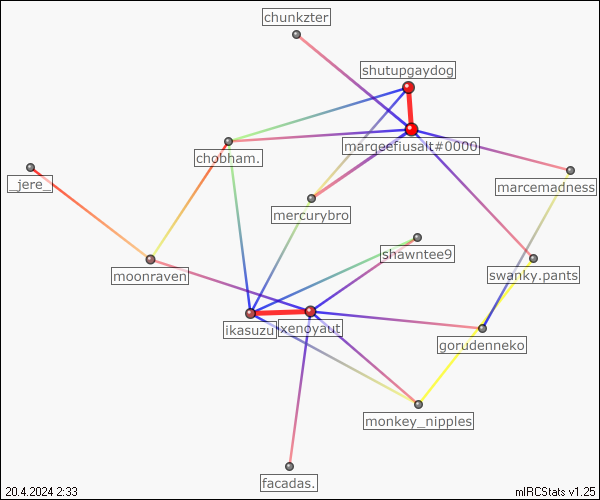 chunkzter
shutupgaydog
margeefiusalt#0000
chobham.
_jere_
marcemadness
mercurybro
shawntee9
moonraven
swanky.pants
ikasuzu
xenoyaut
gorudenneko
monkey_nipples
facadas.
20.4.2024 2:33
mIRCStats v1.25